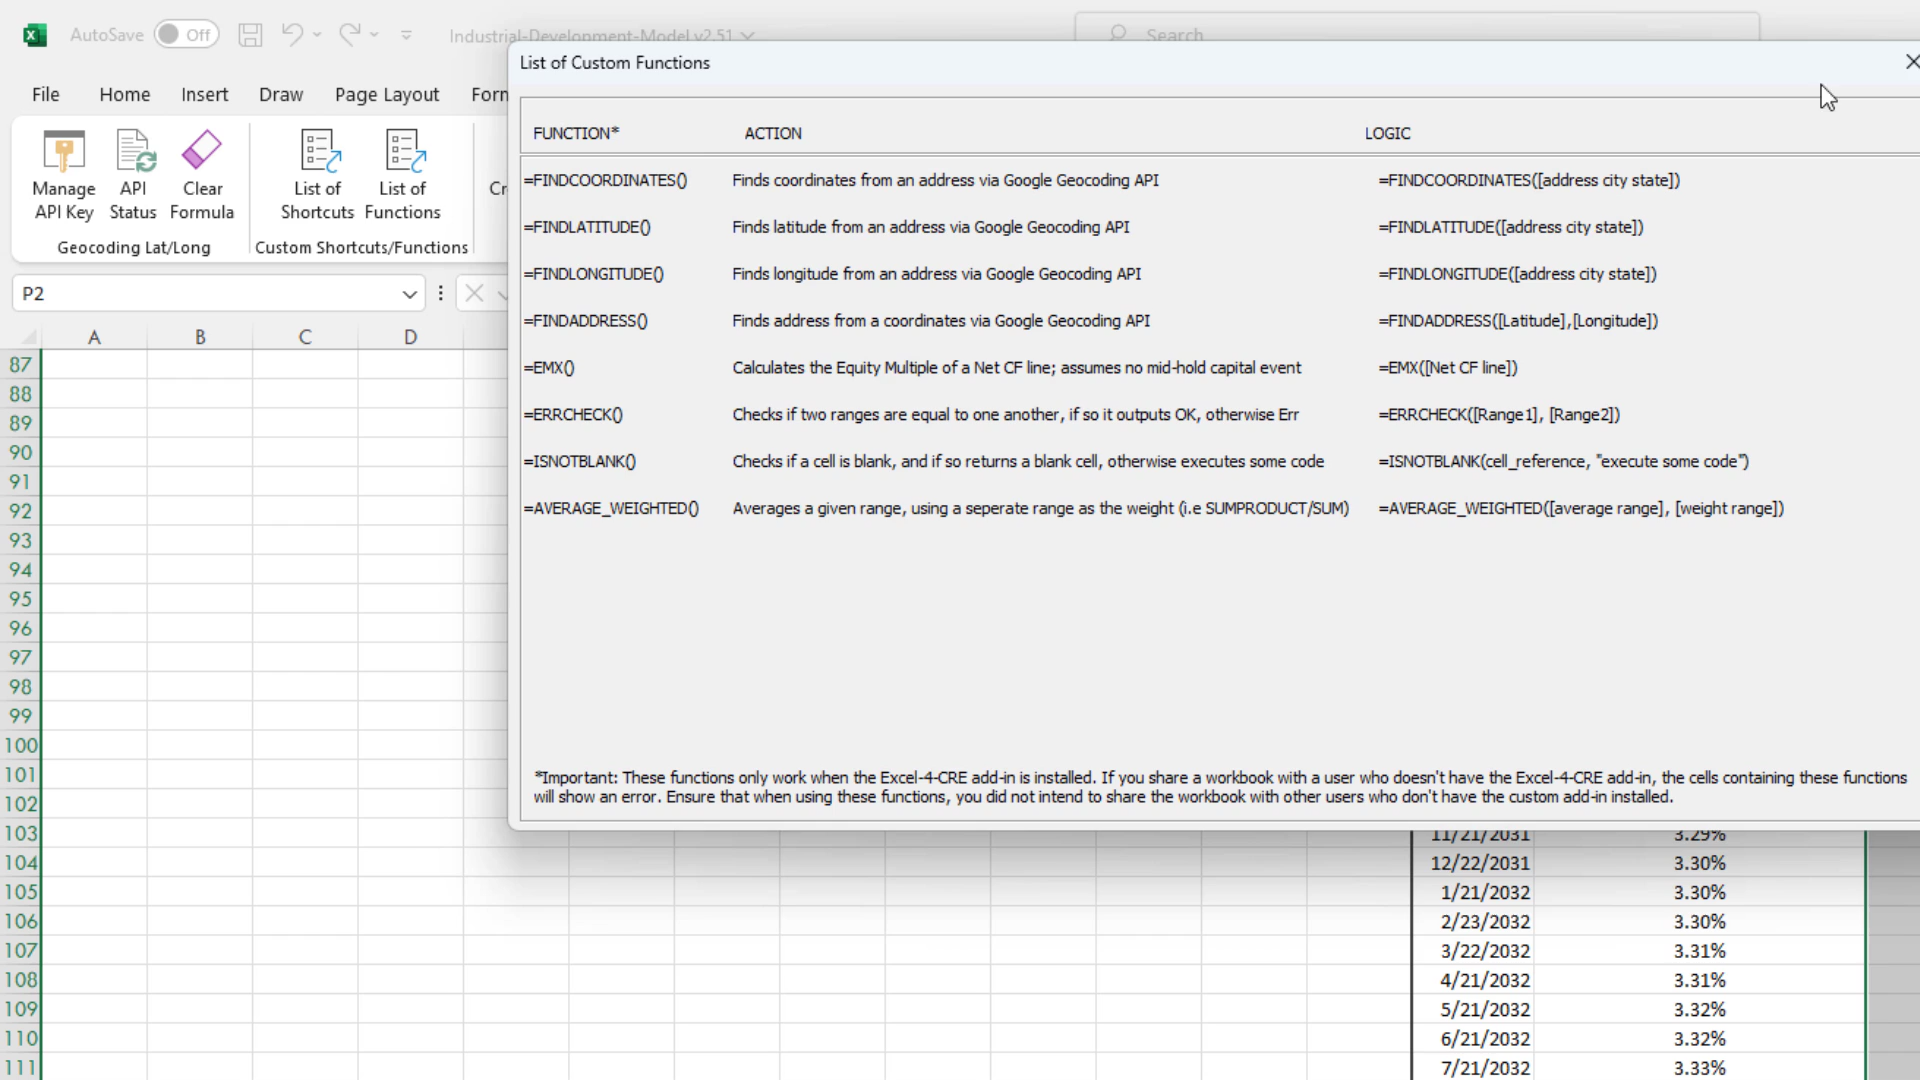 AutoSave Off Industrial-Development-Model v2.51 Search
List of Custom Functions
File Home Insert Draw Page Layout Form
FUNCTION* ACTION LOGIC
Manage API Key
API Status
Clear Formula
List of Shortcuts
List of Functions
Geocoding Lat/Long Custom Shortcuts/Functions
=FINDCOORDINATES() Finds coordinates from an address via Google Geocoding API =FINDCOORDINATES([address city state])
=FINDLATITUDE() Finds latitude from an address via Google Geocoding API =FINDLATITUDE([address city state])
=FINDLONGITUDE() Finds longitude from an address via Google Geocoding API =FINDLONGITUDE([address city state])
=FINDADDRESS() Finds address from a coordinates via Google Geocoding API =FINDADDRESS([Latitude],[Longitude])
=EMX() Calculates the Equity Multiple of a Net CF line; assumes no mid-hold capital event =EMX([Net CF line])
=ERRCHECK() Checks if two ranges are equal to one another, if so it outputs OK, otherwise Err =ERRCHECK([Range1], [Range2])
=ISNOTBLANK() Checks if a cell is blank, and if so returns a blank cell, otherwise executes some code =ISNOTBLANK(cell_reference, "execute some code")
=AVERAGE_WEIGHTED() Averages a given range, using a seperate range as the weight (i.e SUMPRODUCT/SUM) =AVERAGE_WEIGHTED([average range], [weight range])
*Important: These functions only work when the Excel-4-CRE add-in is installed. If you share a workbook with a user who doesn't have the Excel-4-CRE add-in, the cells containing these functions
will show an error. Ensure that when using these functions, you did not intend to share the workbook with other users who don't have the custom add-in installed.
P2
A B C D
87
88
89
90
91
92
93
94
95
96
97
98
99
100
101
102
103 11/21/2031 3.29%
104 12/22/2031 3.30%
105 1/21/2032 3.30%
106 2/23/2032 3.30%
107 3/22/2032 3.31%
108 4/21/2032 3.31%
109 5/21/2032 3.32%
110 6/21/2032 3.32%
111 7/21/2032 3.33%